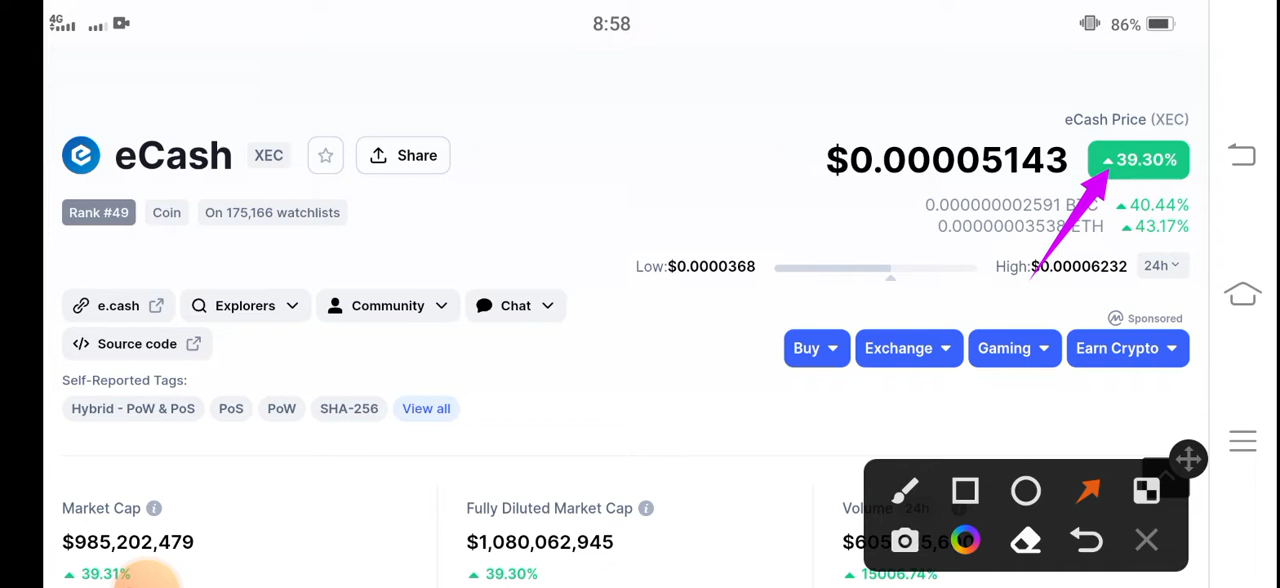 4G 8:58 86%
eCash Price (XEC)
eCash XEC Share $0.00005143 39.30%
Rank #49 Coin On 175,166 watchlists 0.000000002591 BTC 40.44%
0.00000003538 ETH 43.17%
Low:$0.0000368 High:$0.00006232 24h
e.cash Explorers Community Chat
Sponsored
Source code
Buy Exchange Gaming Earn Crypto
Self-Reported Tags:
Hybrid - PoW & PoS PoS PoW SHA-256 View all
Market Cap Fully Diluted Market Cap Volume 24h
$985,202,479 $1,080,062,945
39.31% 39.30% 15006.74%